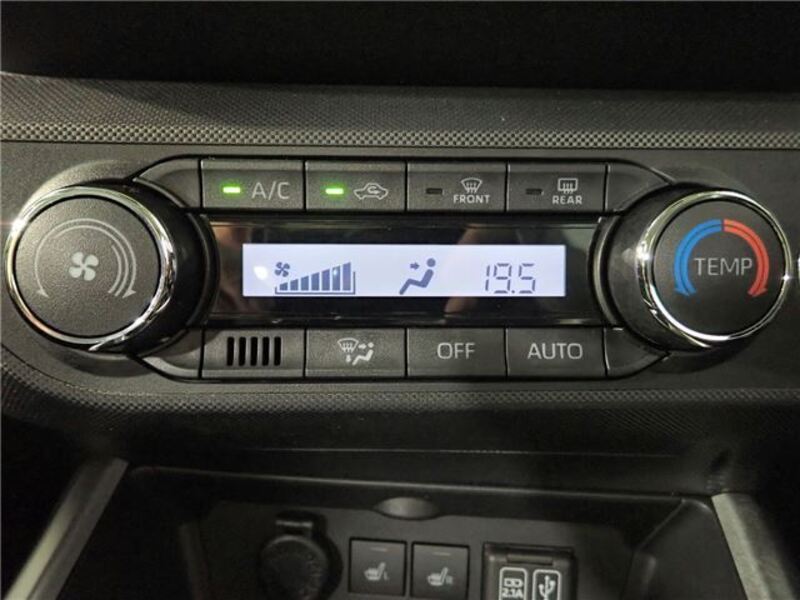 A/C
FRONT
REAR
19.5
TEMP
OFF
AUTO
L
R
2.1A